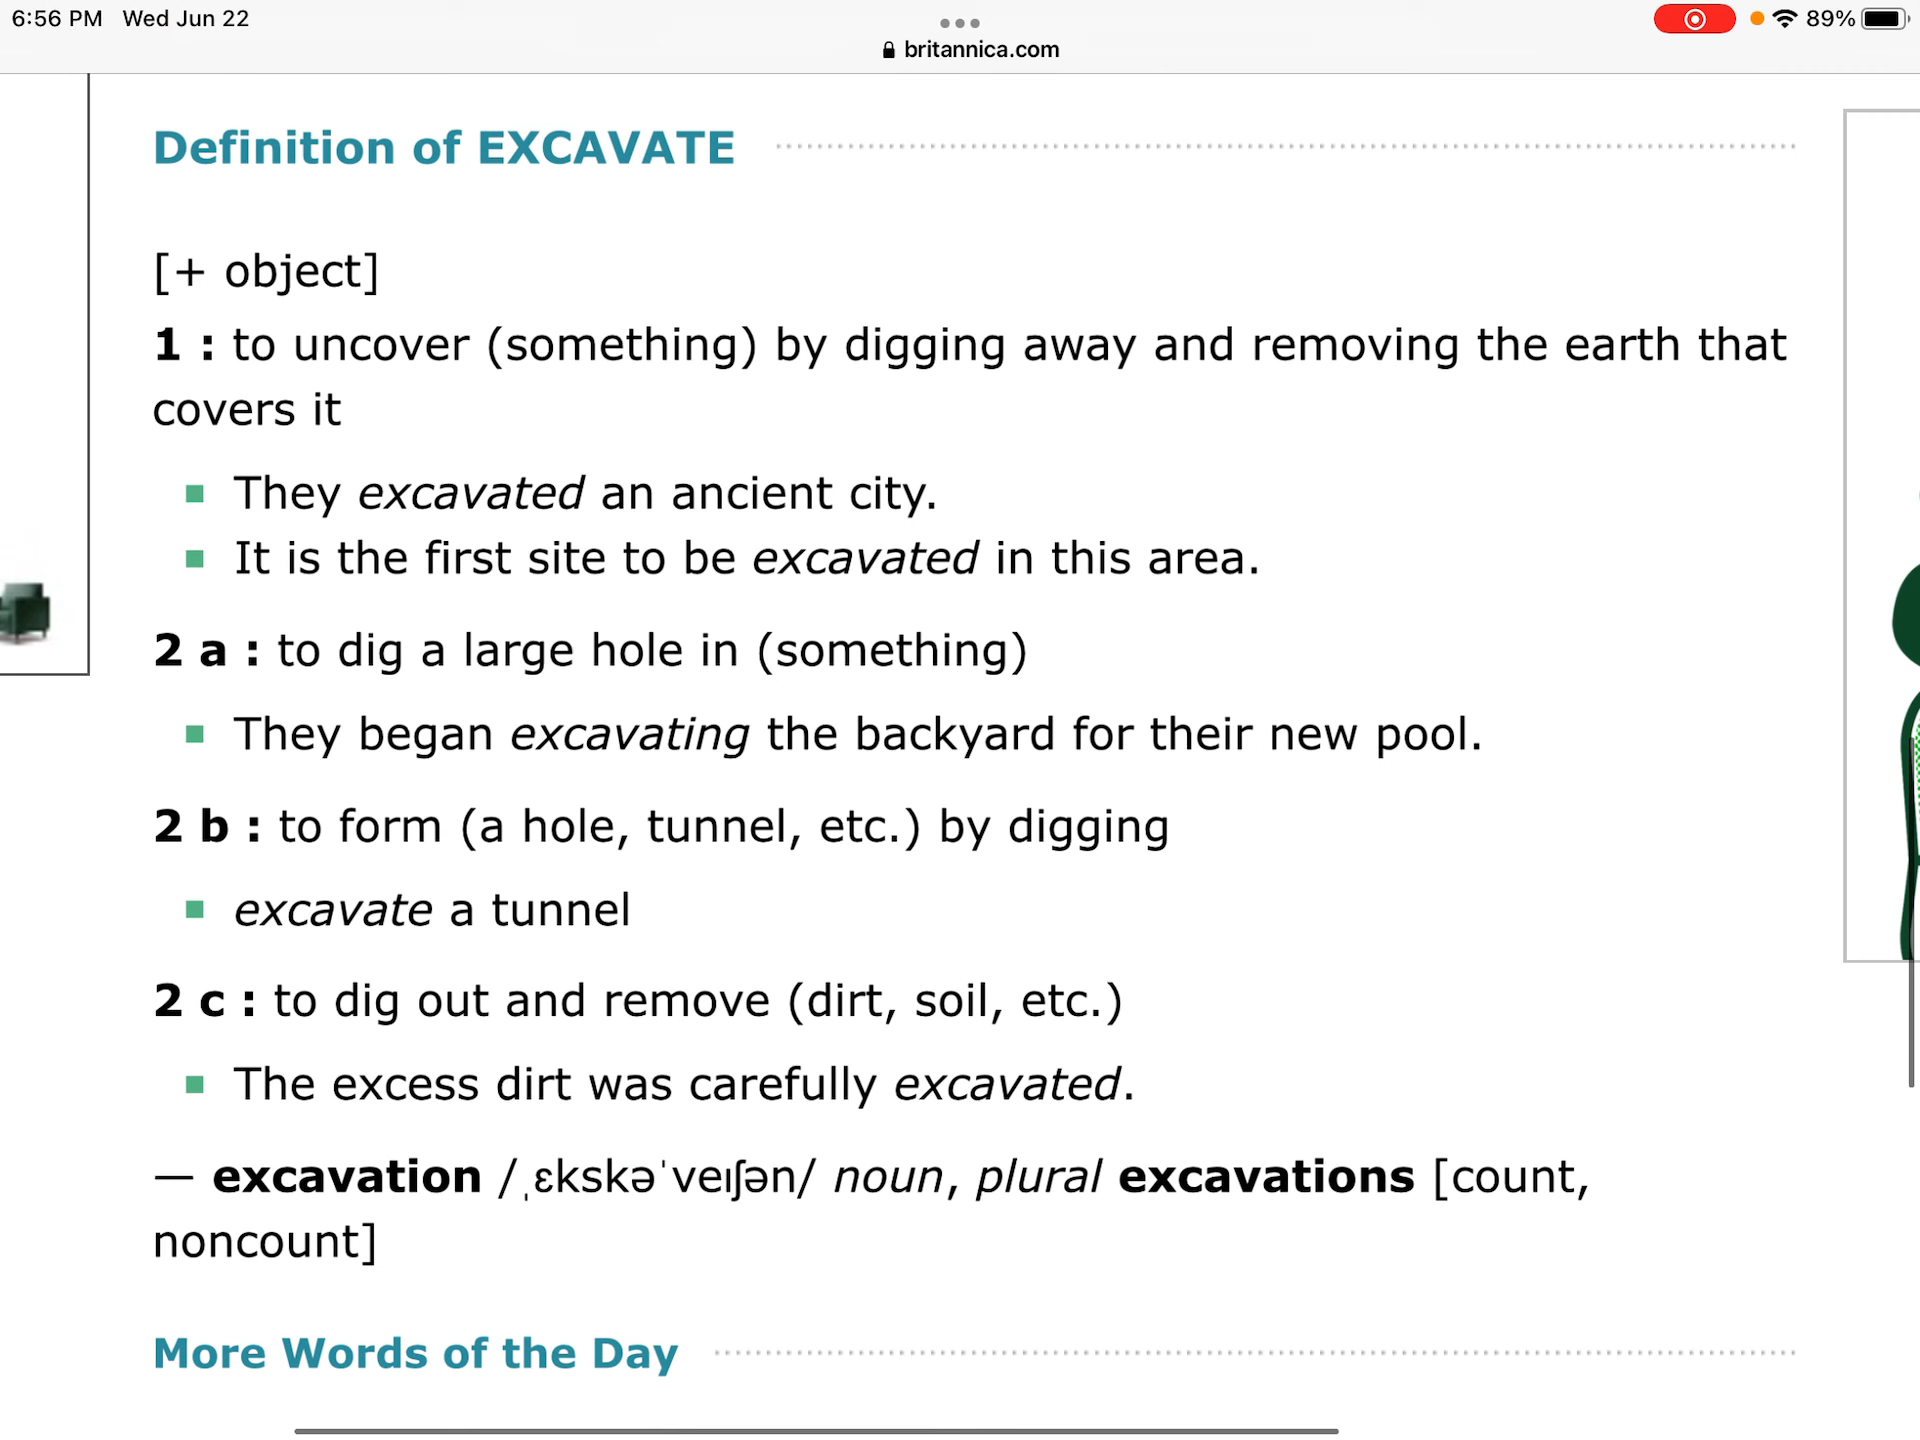 6:56 PM Wed Jun 22
89%
britannica.com
Definition of EXCAVATE
[+ object]
1 : to uncover (something) by digging away and removing the earth that
covers it
They excavated an ancient city.
It is the first site to be excavated in this area.
2 a : to dig a large hole in (something)
They began excavating the backyard for their new pool.
2 b : to form (a hole, tunnel, etc.) by digging
excavate a tunnel
2 c : to dig out and remove (dirt, soil, etc.)
The excess dirt was carefully excavated.
— excavation /ˌɛkskəˈveɪʃən/ noun, plural excavations [count,
noncount]
More Words of the Day